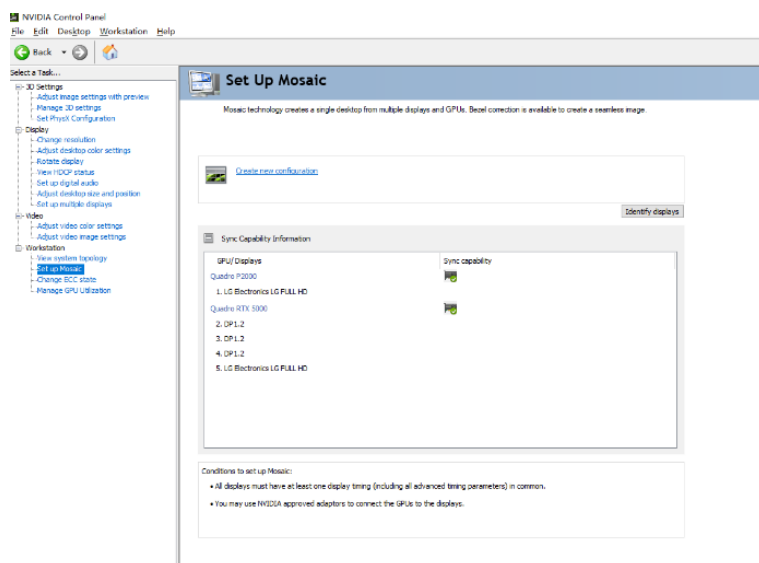 NVIDIA Control Panel
File Edit Desktop Workstation Help
Back
Select a Task...
3D Settings
Adjust image settings with preview
Manage 3D settings
Set PhysX Configuration
Display
Change resolution
Adjust desktop color settings
Rotate display
View HDCP status
Set up digital audio
Adjust desktop size and position
Set up multiple displays
Video
Adjust video color settings
Adjust video image settings
Workstation
View system topology
Set up Mosaic
Change ECC state
Manage GPU Utilization
Set Up Mosaic
Mosaic technology creates a single desktop from multiple displays and GPUs. Bezel correction is available to create a seamless image.
Create new configuration
Identify displays
Sync Capability Information
GPU/Displays Sync capability
Quadro P2000
1. LG Electronics LG FULL HD
Quadro RTX 5000
2. DP1.2
3. DP1.2
4. DP1.2
5. LG Electronics LG FULL HD
Conditions to set up Mosaic:
• All displays must have at least one display timing (including all advanced timing parameters) in common.
• You may use NVIDIA approved adaptors to connect the GPUs to the displays.